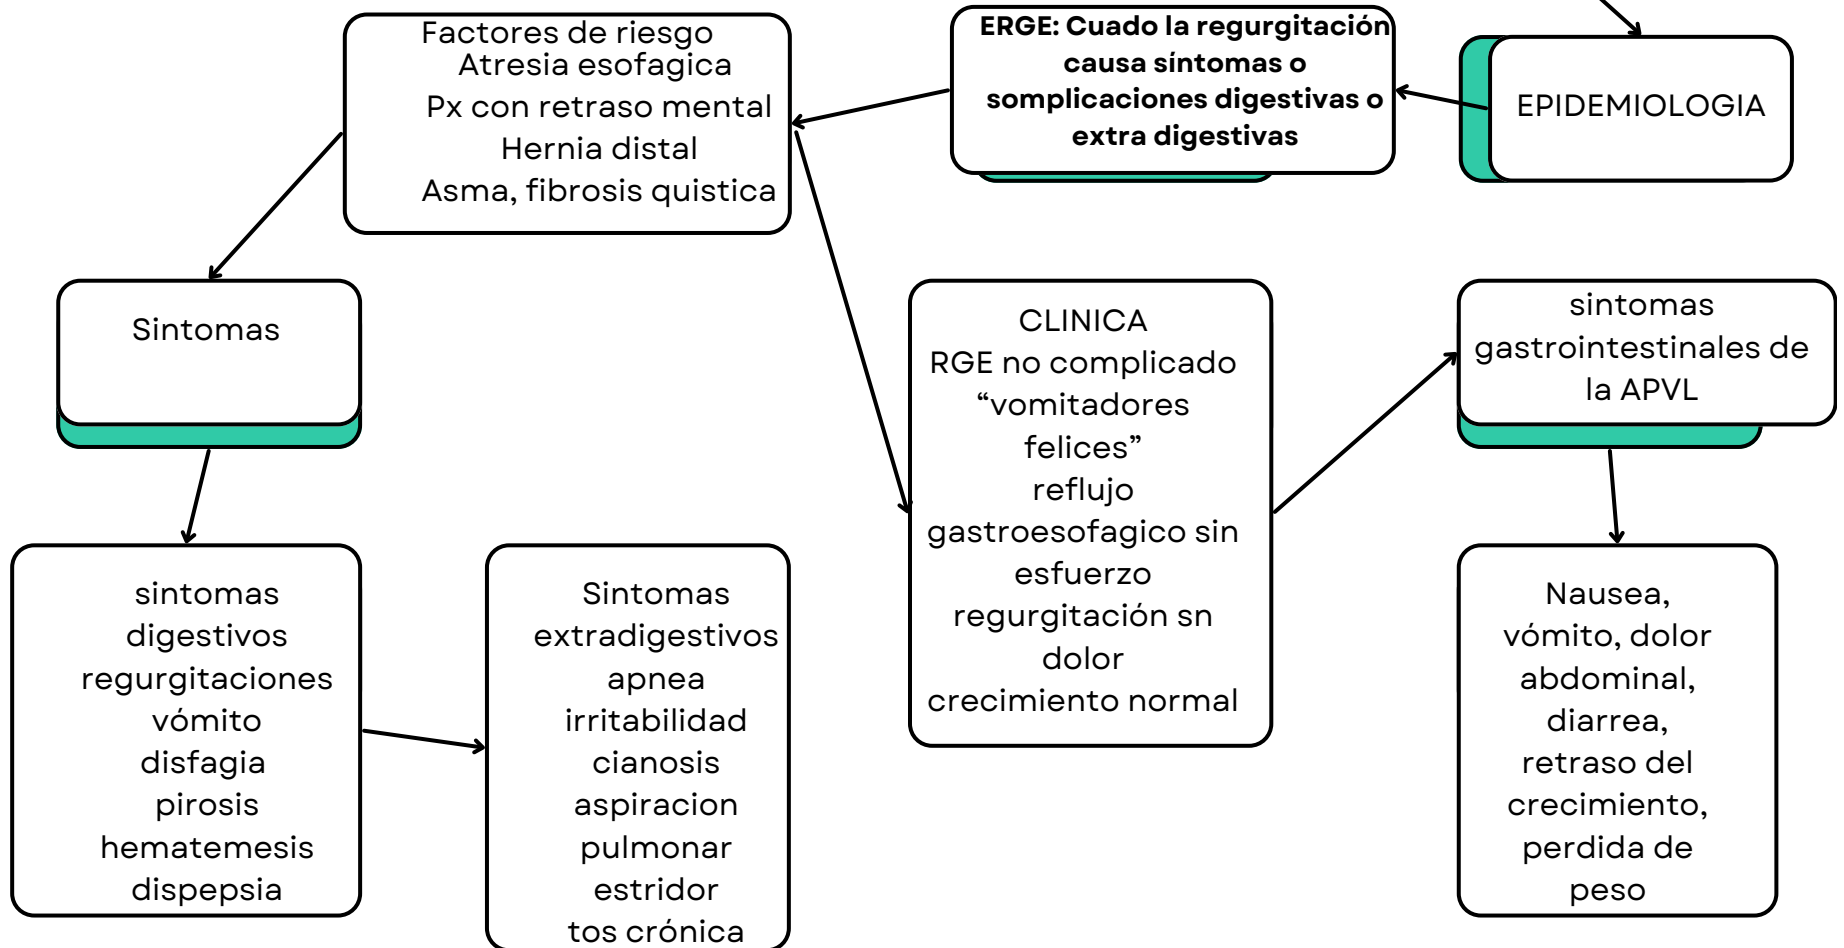 Factores de riesgo
Atresia esofagica
Px con retraso mental
Hernia distal
Asma, fibrosis quistica
ERGE: Cuado la regurgitación
causa síntomas o
somplicaciones digestivas o
extra digestivas
EPIDEMIOLOGIA
Sintomas
CLINICA
RGE no complicado
“vomitadores
felices”
reflujo
gastroesofagico sin
esfuerzo
regurgitación sn
dolor
crecimiento normal
sintomas
gastrointestinales de
la APVL
sintomas
digestivos
regurgitaciones
vómito
disfagia
pirosis
hematemesis
dispepsia
Sintomas
extradigestivos
apnea
irritabilidad
cianosis
aspiracion
pulmonar
estridor
tos crónica
Nausea,
vómito, dolor
abdominal,
diarrea,
retraso del
crecimiento,
perdida de
peso